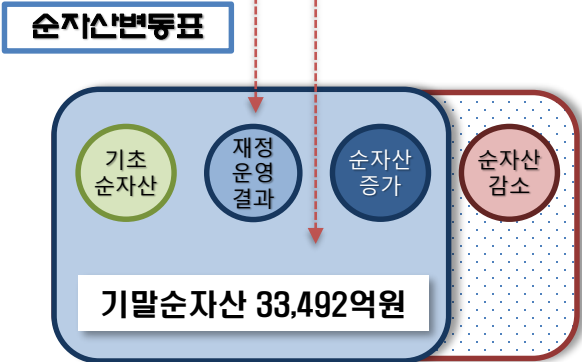 순자산변동표
기초
순자산
재정
운영
결과
순자산
증가
순자산
감소
기말순자산 33,492억원